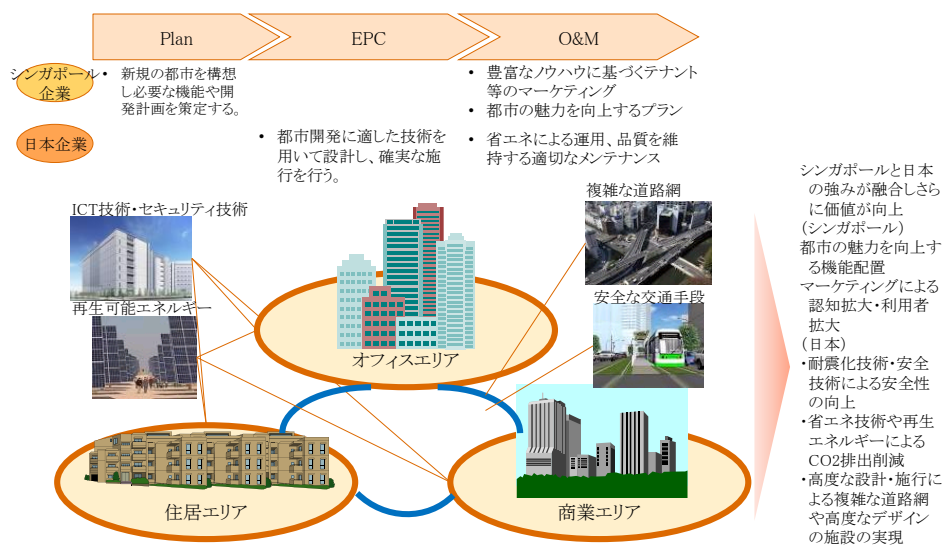 Plan
EPC
O&M
シンガポール
企業
• 新規の都市を構想
し必要な機能や開
発計画を策定する。
• 豊富なノウハウに基づくテナント
等のマーケティング
• 都市の魅力を向上するプラン
日本企業
• 都市開発に適した技術を
用いて設計し、確実な施
行を行う。
• 省エネによる運用、品質を維
持する適切なメンテナンス
ICT技術・セキュリティ技術
再生可能エネルギー
複雑な道路網
安全な交通手段
オフィスエリア
住居エリア
商業エリア
シンガポールと日本
の強みが融合しさら
に価値が向上
(シンガポール)
都市の魅力を向上す
る機能配置
マーケティングによる
認知拡大・利用者
拡大
(日本)
・耐震化技術・安全
技術による安全性
の向上
・省エネ技術や再生
エネルギーによる
CO2排出削減
・高度な設計・施行に
よる複雑な道路網
や高度なデザイン
の施設の実現